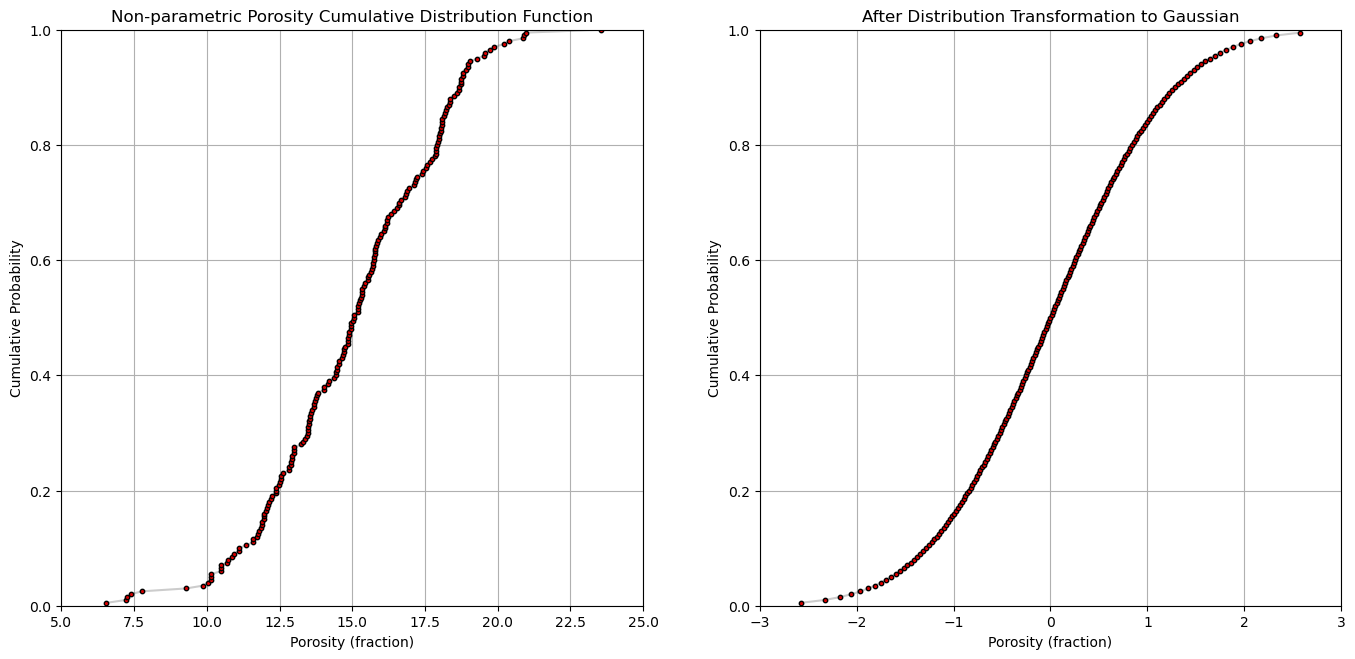 Non-parametric Porosity Cumulative Distribution Function
Cumulative Probability
1.0
0.8
0.6
0.4
0.2
0.0
5.0 7.5 10.0 12.5 15.0 17.5 20.0 22.5 25.0
Porosity (fraction)
After Distribution Transformation to Gaussian
Cumulative Probability
1.0
0.8
0.6
0.4
0.2
0.0
−3 −2 −1 0 1 2 3
Porosity (fraction)